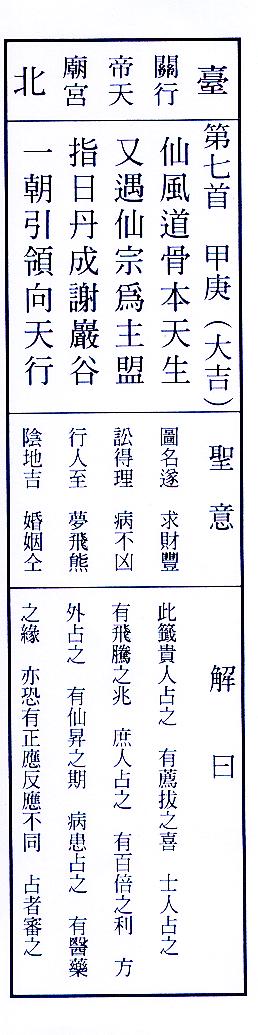 臺
關行
帝天
廟宮
北
第七首 甲庚(大吉)
仙風道骨本天生
又遇仙宗為主盟
指日丹成謝巖谷
一朝引領向天行
聖意
圖名遂 求財豐
訟得理 病不凶
行人至 夢飛熊
陰地吉 婚姻仝
解曰
此籤貴人占之 有薦拔之喜 士人占之
有飛騰之兆 庶人占之 有百倍之利 方
外占之 有仙昇之期 病患占之 有醫藥
之緣 亦恐有正應反應不同 占者審之